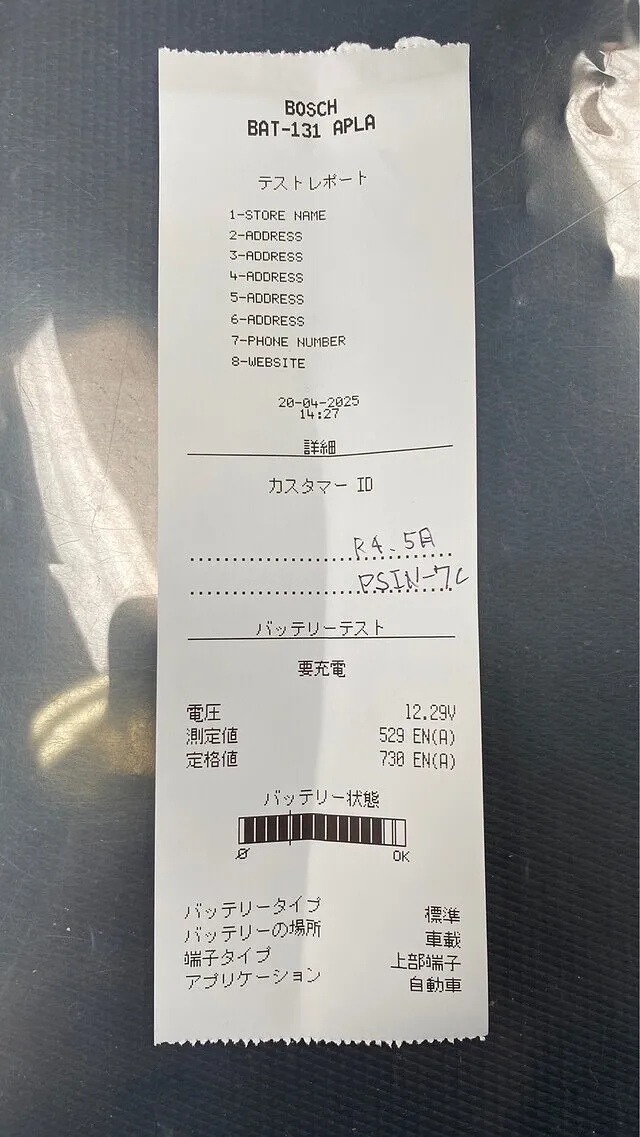 BOSCH
BAT-131 APLA
テストレポート
1-STORE NAME
2-ADDRESS
3-ADDRESS
4-ADDRESS
5-ADDRESS
6-ADDRESS
7-PHONE NUMBER
8-WEBSITE
20-04-2025
14:27
詳細
カスタマー ID
R4.5月
PSIN-7C
バッテリーテスト
要充電
電圧 12.29V
測定値 529 EN(A)
定格値 730 EN(A)
バッテリー状態
0 OK
バッテリータイプ 標準
バッテリーの場所 車載
端子タイプ 上部端子
アプリケーション 自動車